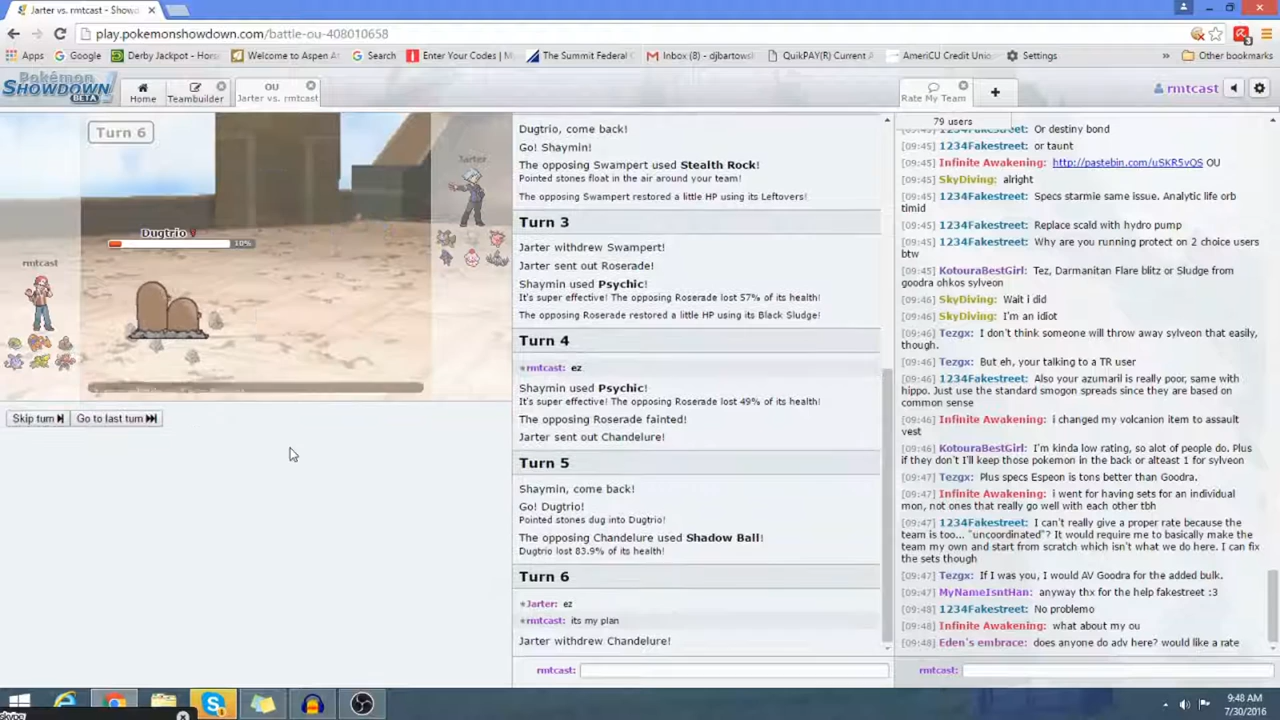 Jarter vs. rmtcast - Showd
play.pokemonshowdown.com/battle-ou-408010658
Apps
Google
Derby Jackpot - Hors
Welcome to Aspen A
Search
Enter Your Codes | M
The Summit Federal C
Inbox (8) - djbartows
QuikPAY(R) Current A
AmeriCU Credit Unio
Settings
Other bookmarks
Pokémon
SHOWDOWN
BETA
Home
Teambuilder
OU
Jarter vs. rmtcast
Rate My Team
rmtcast
Turn 6
Jarter
Dugtrio
10%
rmtcast
Skip turn
Go to last turn
Dugtrio, come back!
Go! Shaymin!
The opposing Swampert used Stealth Rock!
Pointed stones float in the air around your team!
The opposing Swampert restored a little HP using its Leftovers!
Turn 3
Jarter withdrew Swampert!
Jarter sent out Roserade!
Shaymin used Psychic!
It's super effective! The opposing Roserade lost 57% of its health!
The opposing Roserade restored a little HP using its Black Sludge!
Turn 4
rmtcast: ez
Shaymin used Psychic!
It's super effective! The opposing Roserade lost 49% of its health!
The opposing Roserade fainted!
Jarter sent out Chandelure!
Turn 5
Shaymin, come back!
Go! Dugtrio!
Pointed stones dug into Dugtrio!
The opposing Chandelure used Shadow Ball!
Dugtrio lost 83.9% of its health!
Turn 6
Jarter: ez
rmtcast: its my plan
Jarter withdrew Chandelure!
rmtcast:
79 users
[09:45] 1234Fakestreet: Or destiny bond
[09:45] 1234Fakestreet: or taunt
[09:45] Infinite Awakening: http://pastebin.com/uSKR5vQS OU
[09:45] SkyDiving: alright
[09:45] 1234Fakestreet: Specs starmie same issue. Analytic life orb
timid
[09:45] 1234Fakestreet: Replace scald with hydro pump
[09:45] 1234Fakestreet: Why are you running protect on 2 choice users
btw
[09:45] KotouraBestGirl: Tez, Darmanitan Flare blitz or Sludge from
goodra ohkos sylveon
[09:46] SkyDiving: Wait i did
[09:46] SkyDiving: I'm an idiot
[09:46] Tezgx: I don't think someone will throw away sylveon that easily,
though.
[09:46] Tezgx: But eh, your talking to a TR user
[09:46] 1234Fakestreet: Also your azumaril is really poor, same with
hippo. Just use the standard smogon spreads since they are based on
common sense
[09:46] Infinite Awakening: i changed my volcanion item to assault
vest
[09:46] KotouraBestGirl: I'm kinda low rating, so alot of people do. Plus
if they don't I'll keep those pokemon in the back or alteast 1 for sylveon
[09:47] Tezgx: Plus specs Espeon is tons better than Goodra.
[09:47] Infinite Awakening: i went for having sets for an individual
mon, not ones that really go well with each other tbh
[09:47] 1234Fakestreet: I can't really give a proper rate because the
team is too... "uncoordinated"? It would require me to basically make the
team my own and start from scratch which isn't what we do here. I can fix
the sets though
[09:47] Tezgx: If I was you, I would AV Goodra for the added bulk.
[09:47] MyNameIsntHan: anyway thx for the help fakestreet :3
[09:48] 1234Fakestreet: No problemo
[09:48] Infinite Awakening: what about my ou
[09:48] Eden's embrace: does anyone do adv here? would like a rate
rmtcast:
skype
9:48 AM
7/30/2016